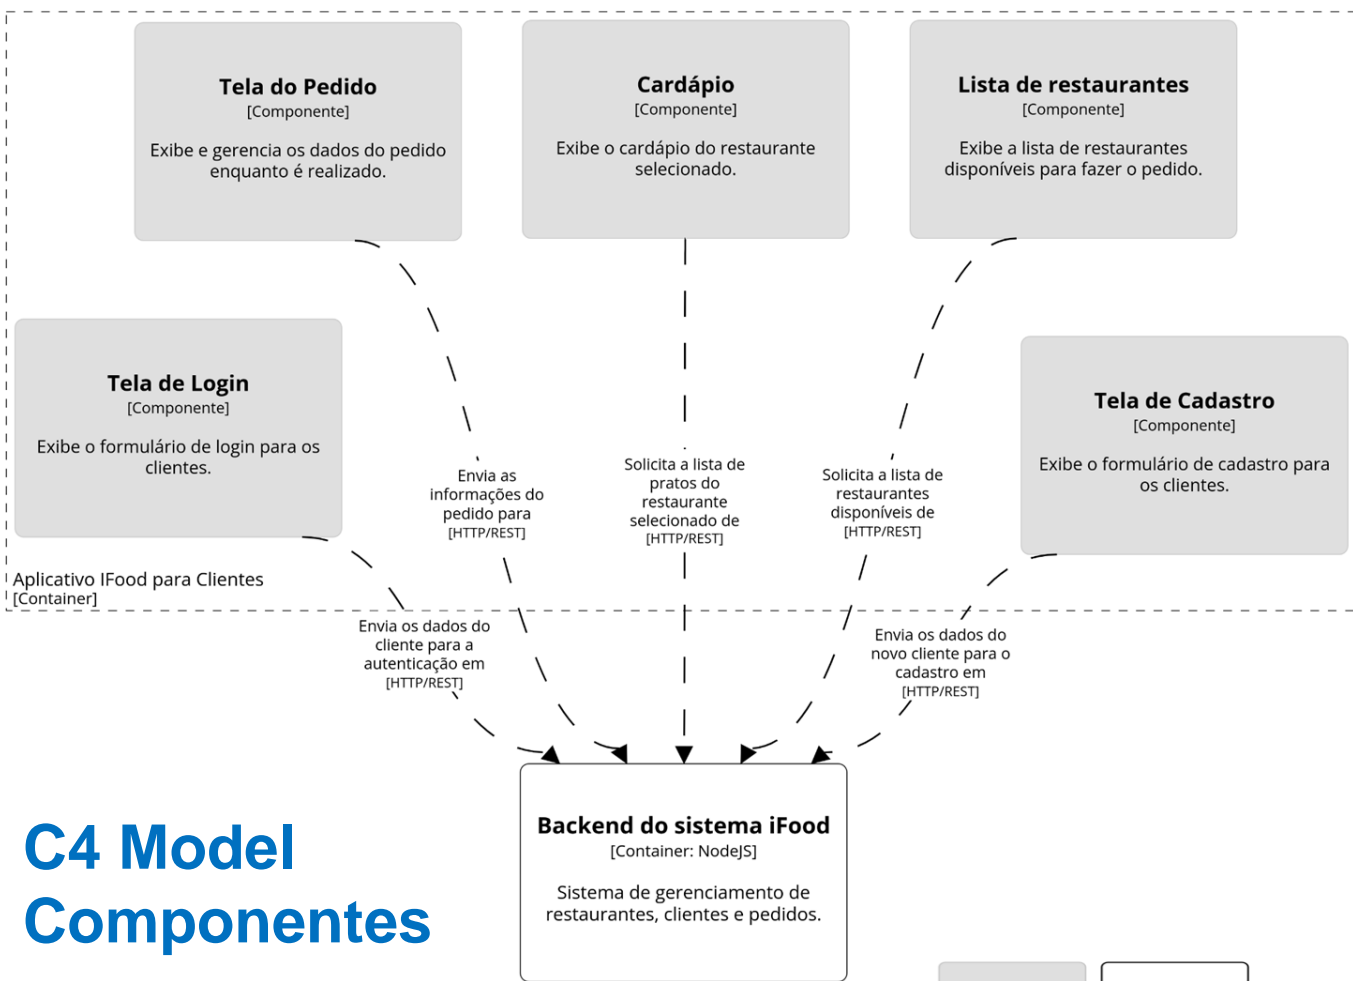 Tela do Pedido
[Componente]
Exibe e gerencia os dados do pedido
enquanto é realizado.
Cardápio
[Componente]
Exibe o cardápio do restaurante
selecionado.
Lista de restaurantes
[Componente]
Exibe a lista de restaurantes
disponíveis para fazer o pedido.
Tela de Login
[Componente]
Exibe o formulário de login para os
clientes.
Tela de Cadastro
[Componente]
Exibe o formulário de cadastro para
os clientes.
Envia as
informações do
pedido para
[HTTP/REST]
Solicita a lista de
pratos do
restaurante
selecionado de
[HTTP/REST]
Solicita a lista de
restaurantes
disponíveis de
[HTTP/REST]
Aplicativo IFood para Clientes
[Container]
Envia os dados do
cliente para a
autenticação em
[HTTP/REST]
Envia os dados do
novo cliente para o
cadastro em
[HTTP/REST]
Backend do sistema iFood
[Container: NodeJS]
Sistema de gerenciamento de
restaurantes, clientes e pedidos.
C4 Model
Componentes